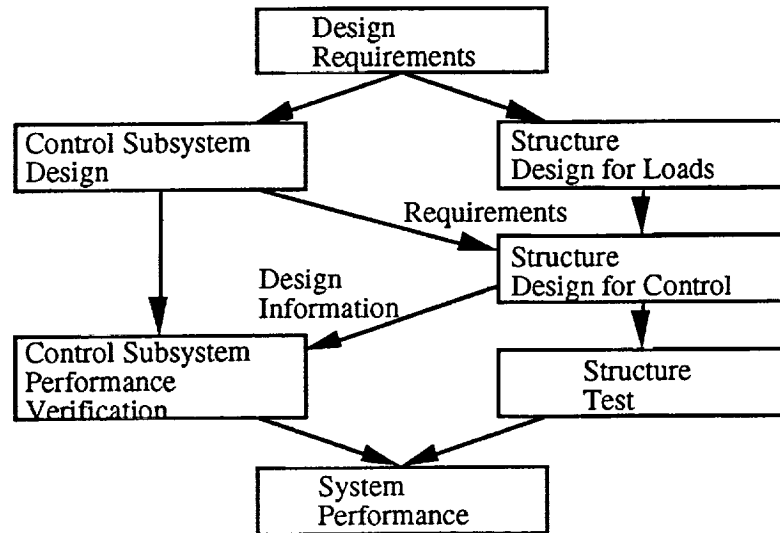 Design
Requirements
Control Subsystem
Design
Structure
Design for Loads
Requirements
Structure
Design for Control
Design
Information
Control Subsystem
Performance
Verification
Structure
Test
System
Performance